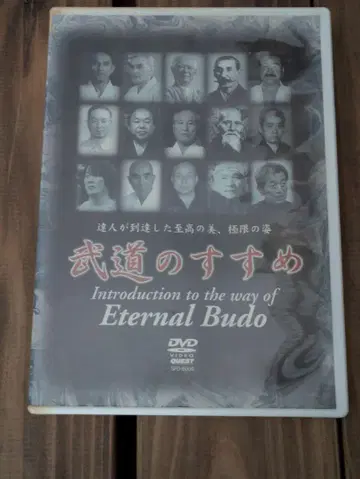 達人が到達した至高の美、極限の姿
武道のすすめ
Introduction to the way of
Eternal Budo
DVD
VIDEO
QUEST